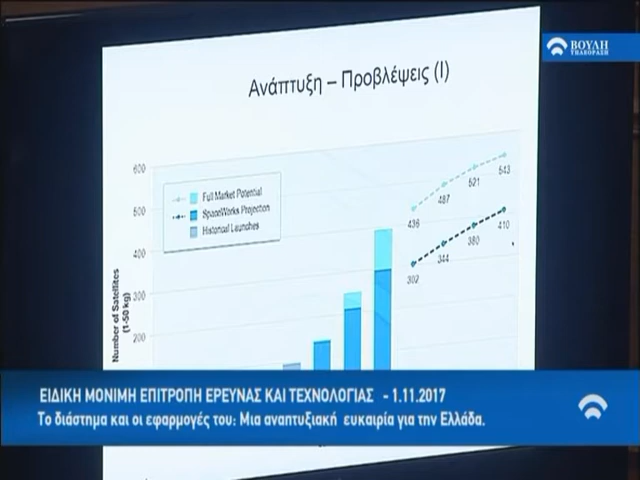 ΒΟΥΛΗ
ΤΗΛΕΟΡΑΣΗ
Ανάπτυξη – Προβλέψεις (Ι)
600
500
400
300
200
Number of Satellites
(1-50 kg)
Full Market Potential
SpaceWorks Projection
Historical Launches
436
487
521
543
302
344
380
410
ΕΙΔΙΚΗ ΜΟΝΙΜΗ ΕΠΙΤΡΟΠΗ ΕΡΕΥΝΑΣ ΚΑΙ ΤΕΧΝΟΛΟΓΙΑΣ - 1.11.2017
Το διάστημα και οι εφαρμογές του: Μια αναπτυξιακή ευκαιρία για την Ελλάδα.